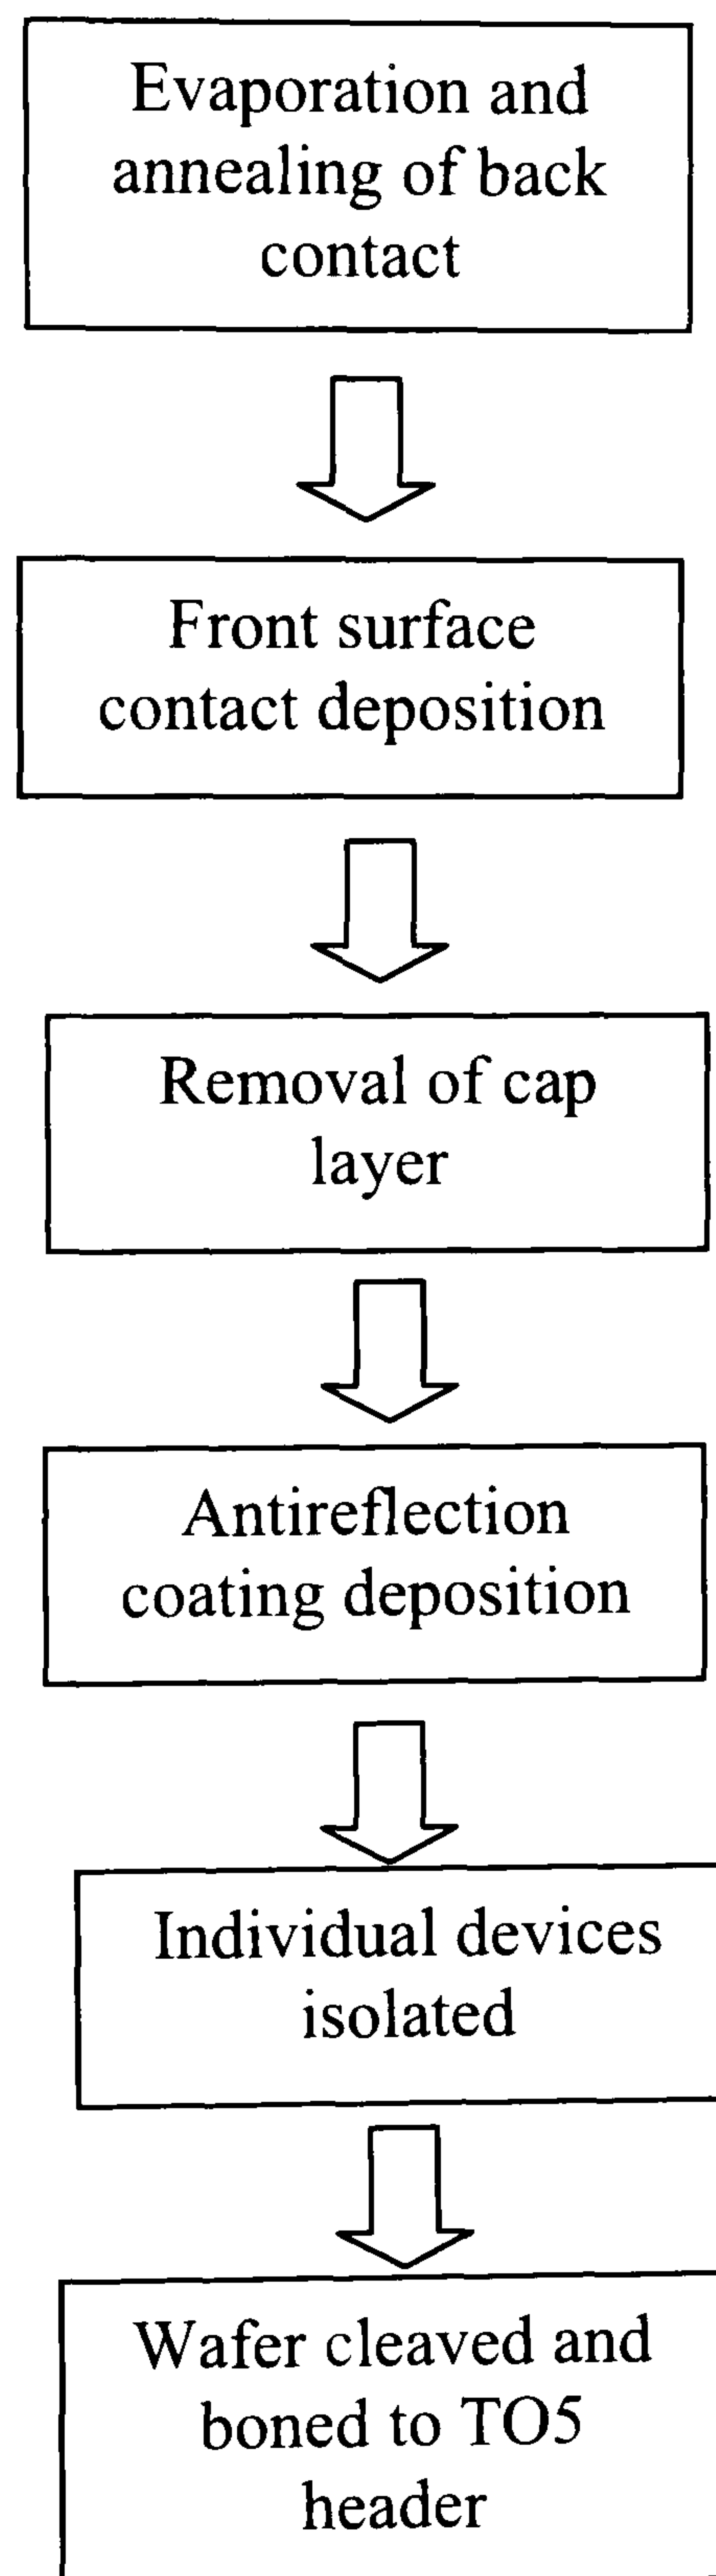 Evaporation and
annealing of back
contact
Front surface
contact deposition
Removal of cap
layer
Antireflection
coating deposition
Individual devices
isolated
Wafer cleaved and
boned to TO5
header